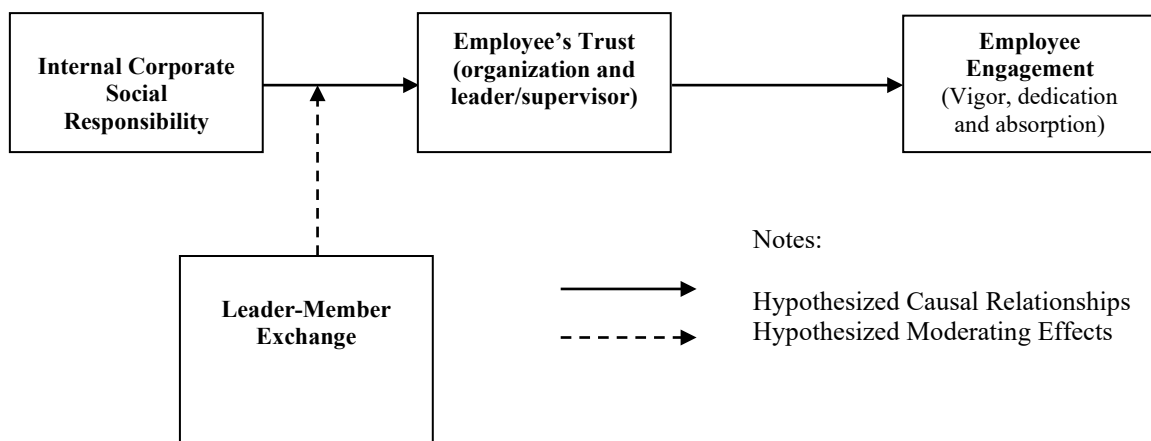 Internal Corporate
Social
Responsibility
Employee’s Trust
(organization and
leader/supervisor)
Employee
Engagement
(Vigor, dedication
and absorption)
Leader-Member
Exchange
Notes:
Hypothesized Causal Relationships
Hypothesized Moderating Effects